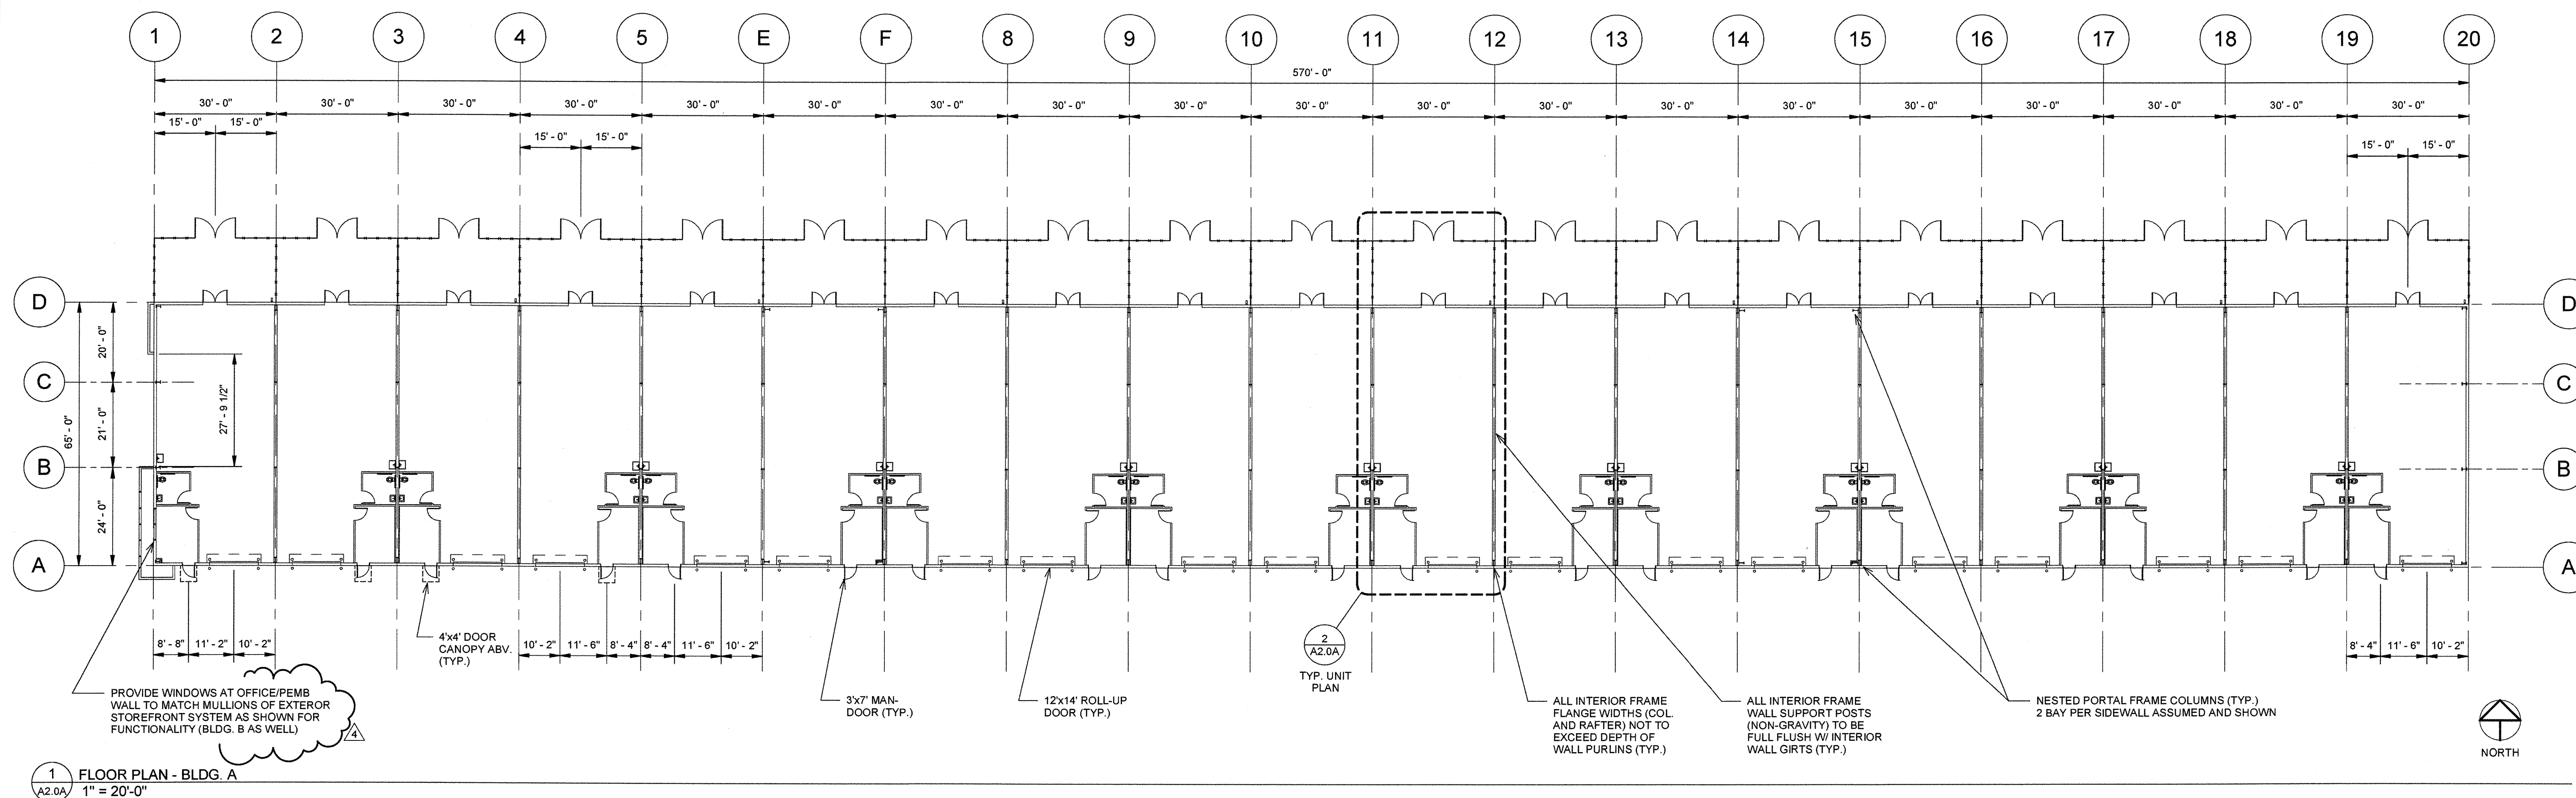 1 2 3 4 5 E F 8 9 10 11 12 13 14 15 16 17 18 19 20
570' - 0"
30' - 0" 30' - 0" 30' - 0" 30' - 0" 30' - 0" 30' - 0" 30' - 0" 30' - 0" 30' - 0" 30' - 0" 30' - 0" 30' - 0" 30' - 0" 30' - 0" 30' - 0" 30' - 0" 30' - 0" 30' - 0" 30' - 0"
15' - 0" 15' - 0"
15' - 0" 15' - 0"
15' - 0" 15' - 0"
D D
20' - 0"
C C
27' - 9 1/2"
21' - 0"
65' - 0"
B B
24' - 0"
A A
8' - 8" 11' - 2" 10' - 2"
10' - 2" 11' - 6" 8' - 4" 8' - 4" 11' - 6" 10' - 2"
8' - 4" 11' - 6" 10' - 2"
4'x4' DOOR
CANOPY ABV.
(TYP.)
2
A2.0A
TYP. UNIT
PLAN
PROVIDE WINDOWS AT OFFICE/PEMB
WALL TO MATCH MULLIONS OF EXTERIOR
STOREFRONT SYSTEM AS SHOWN FOR
FUNCTIONALITY (BLDG. B AS WELL)
4
3'x7' MAN-
DOOR (TYP.)
12'x14' ROLL-UP
DOOR (TYP.)
ALL INTERIOR FRAME
FLANGE WIDTHS (COL.
AND RAFTER) NOT TO
EXCEED DEPTH OF
WALL PURLINS (TYP.)
ALL INTERIOR FRAME
WALL SUPPORT POSTS
(NON-GRAVITY) TO BE
FULL FLUSH W/ INTERIOR
WALL GIRTS (TYP.)
NESTED PORTAL FRAME COLUMNS (TYP.)
2 BAY PER SIDEWALL ASSUMED AND SHOWN
NORTH
1
A2.0A
FLOOR PLAN - BLDG. A
1" = 20'-0"